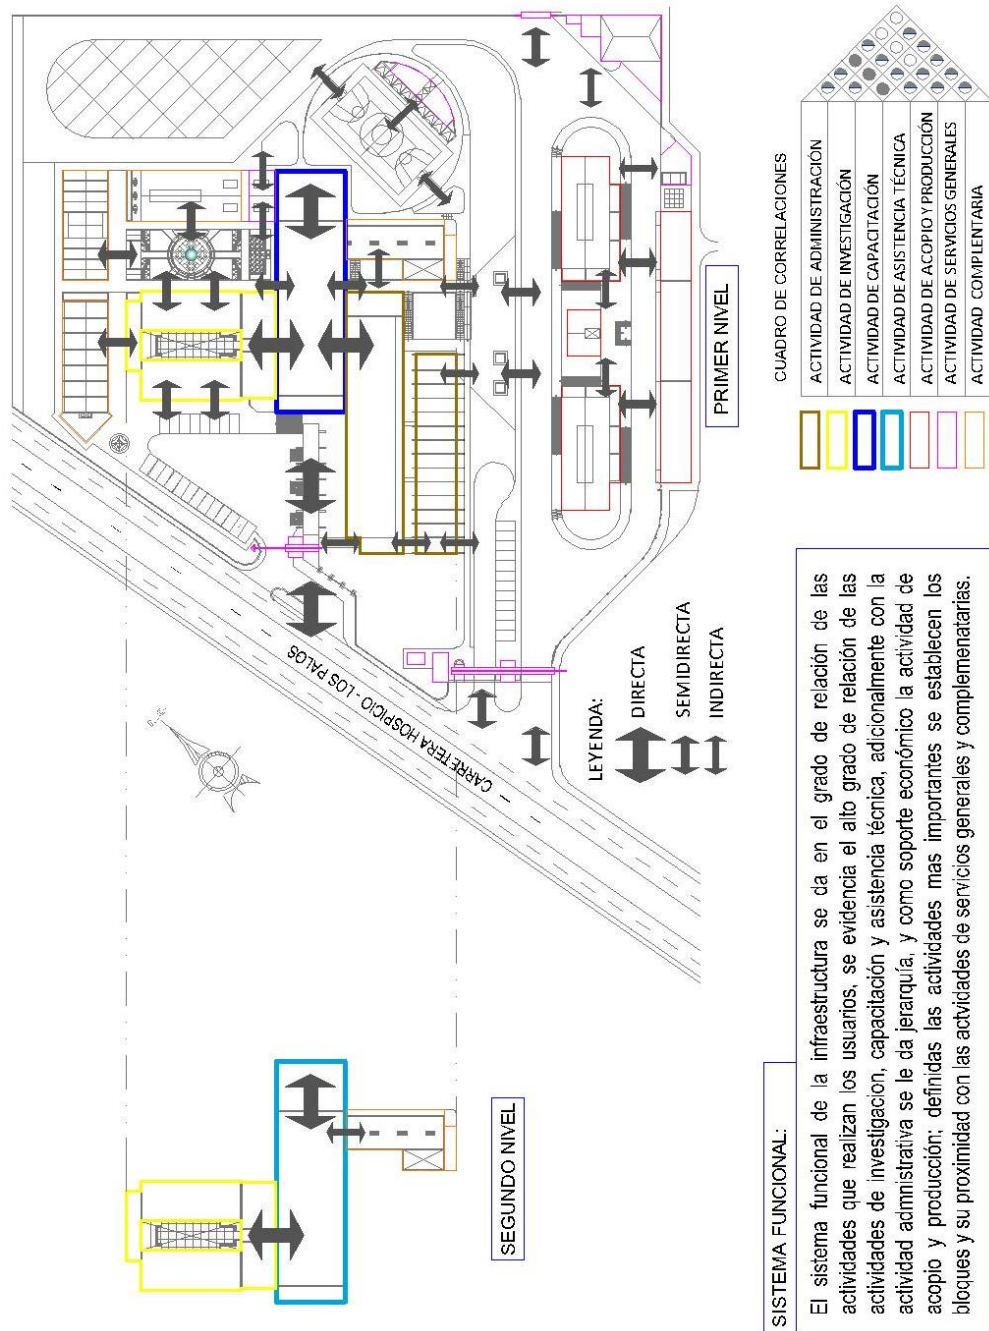 SISTEMA FUNCIONAL:
El sistema funcional de la infraestructura se da en el grado de relación de las
actividades que realizan los usuarios, se evidencia el alto grado de relación de las
actividades de investigacion, capacitación y asistencia técnica, adicionalmente con la
actividad admnistrativa se le da jerarquía, y como soporte económico la actividad de
acopio y producción; definidas las actividades mas importantes se establecen los
bloques y su proximidad con las actvidades de servicios generales y complemenatarias.
SEGUNDO NIVEL
CARRETERA HOSPICIO - LOS PALOS
LEYENDA:
DIRECTA
SEMIDIRECTA
INDIRECTA
PRIMER NIVEL
CUADRO DE CORRELACIONES
ACTIVIDAD DE ADMINISTRACIÓN
ACTIVIDAD DE INVESTIGACIÓN
ACTIVIDAD DE CAPACITACIÓN
ACTIVIDAD DE ASISTENCIA TÉCNICA
ACTIVIDAD DE ACOPIO Y PRODUCCIÓN
ACTIVIDAD DE SERVICIOS GENERALES
ACTIVIDAD COMPLENTARIA